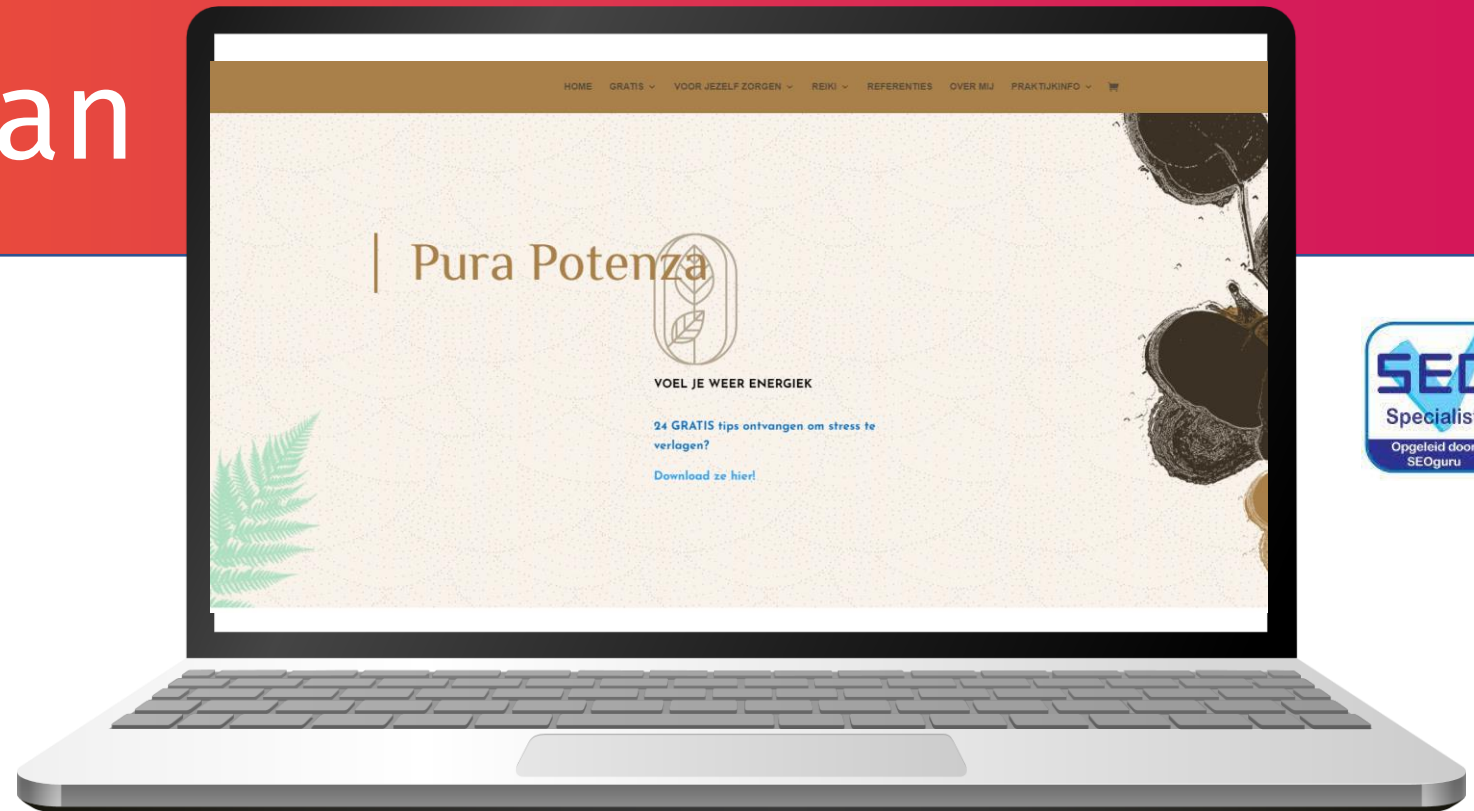 an
HOME GRATIS VOOR JEZELF ZORGEN REIKI REFERENTIES OVER MIJ PRAKTIJKINFO
Pura Potenza
VOEL JE WEER ENERGIEK
24 GRATIS tips ontvangen om stress te
verlagen?
Download ze hier!
SEO
Specialist
Opgeleid door
SEOguru